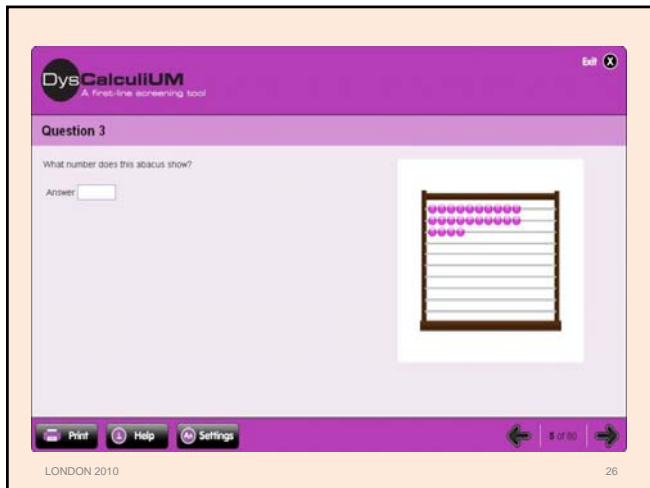 DysCalculiUM
A first-line screening tool
Exit X
Question 3
What number does this abacus show?
Answer
Print
Help
Settings
5 of 80
LONDON 2010
26